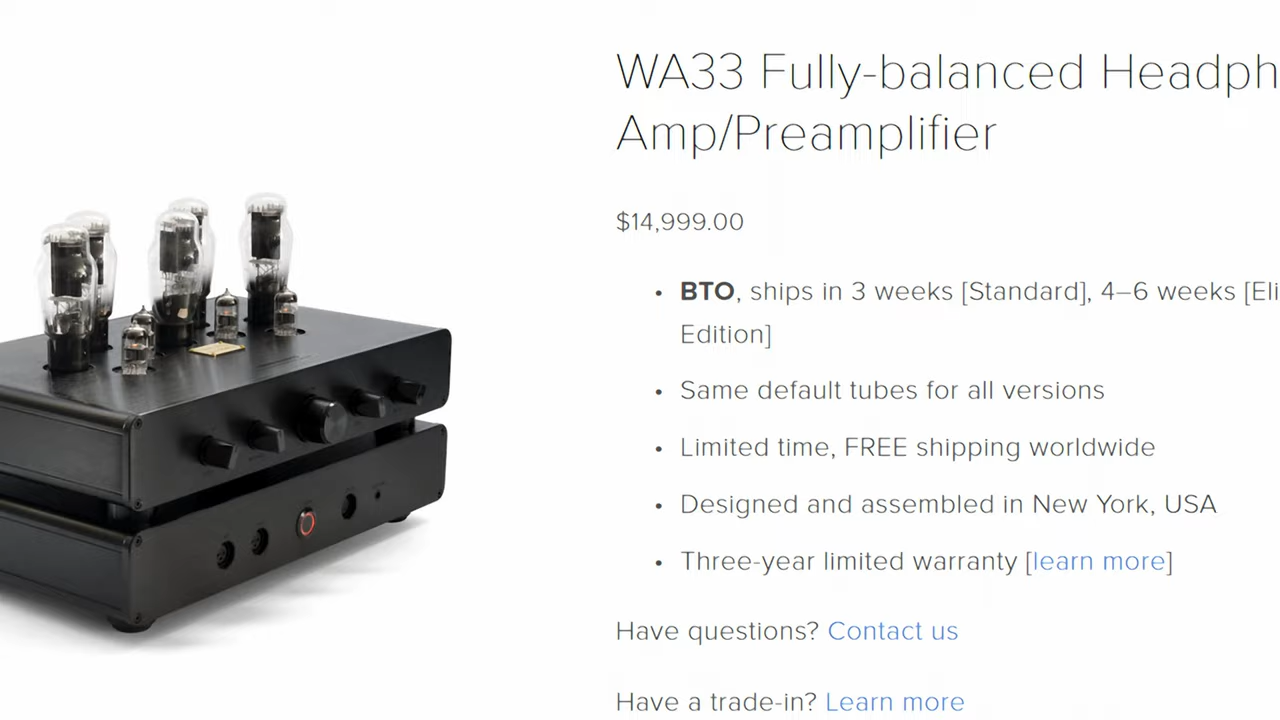 WA33 Fully-balanced Headph
Amp/Preamplifier
$14,999.00
• BTO, ships in 3 weeks [Standard], 4–6 weeks [Eli
Edition]
• Same default tubes for all versions
• Limited time, FREE shipping worldwide
• Designed and assembled in New York, USA
• Three-year limited warranty [learn more]
Have questions? Contact us
Have a trade-in? Learn more